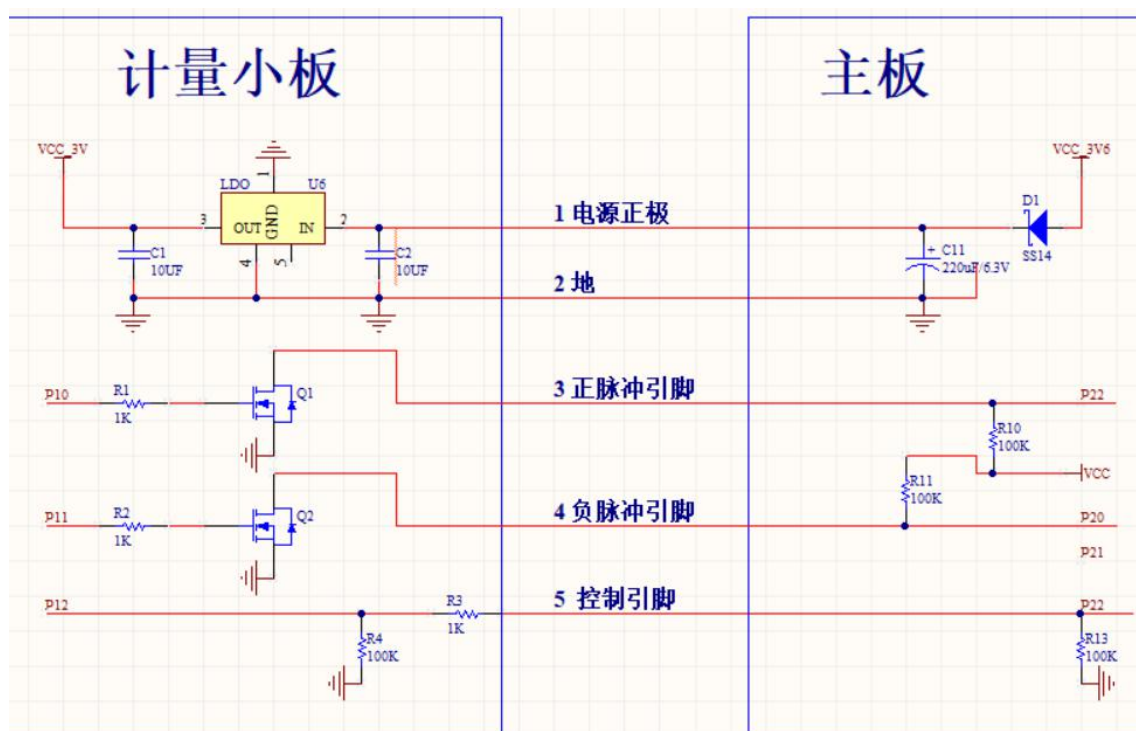 计量小板
主板
VCC_3V
VCC_3V6
LDO
U6
1
D1
1 电源正极
3
OUT
GND
IN
2
SS14
C1
10UF
4
5
C2
10UF
C11
220uF/6.3V
2 地
3 正脉冲引脚
P10
R1
1K
Q1
P22
R10
100K
R11
100K
VCC
4 负脉冲引脚
P11
R2
1K
Q2
P20
P21
P12
R3
1K
5 控制引脚
P22
R4
100K
R13
100K